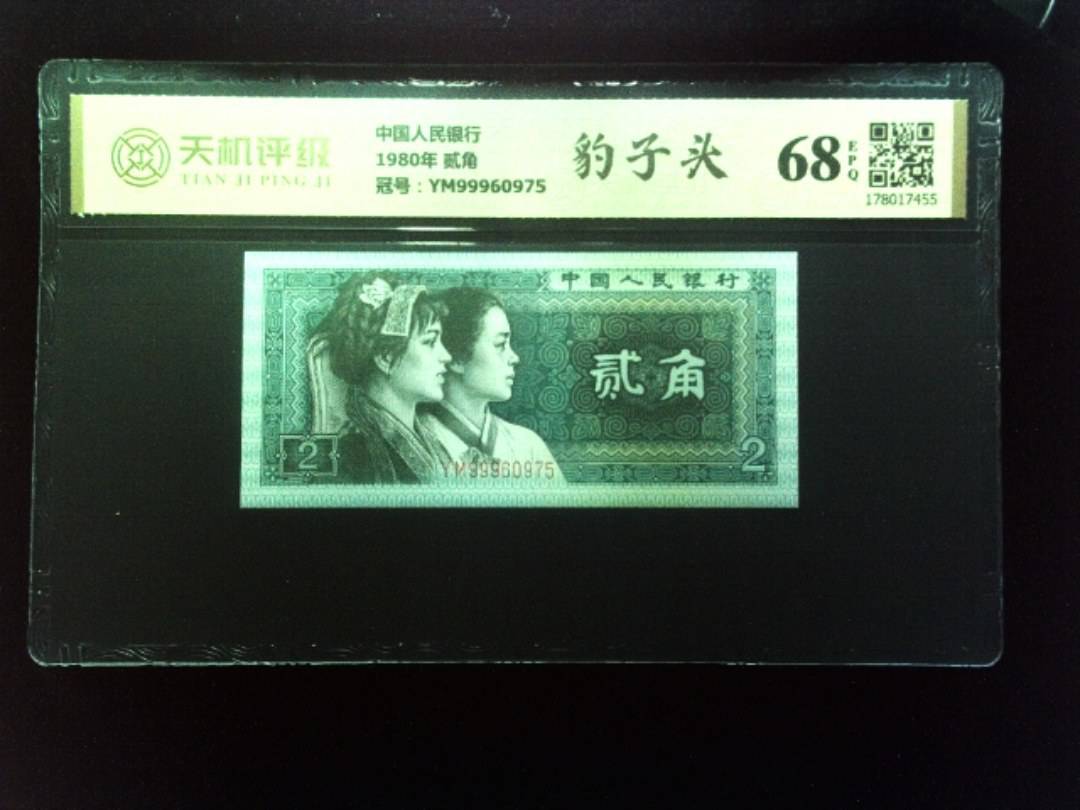 天机评级
TIAN JI PING JI
中国人民银行
1980年 贰角
冠号：YM99960975
豹子头
68
EPQ
178017455
中国人民银行
贰角
2
YM99960975
2